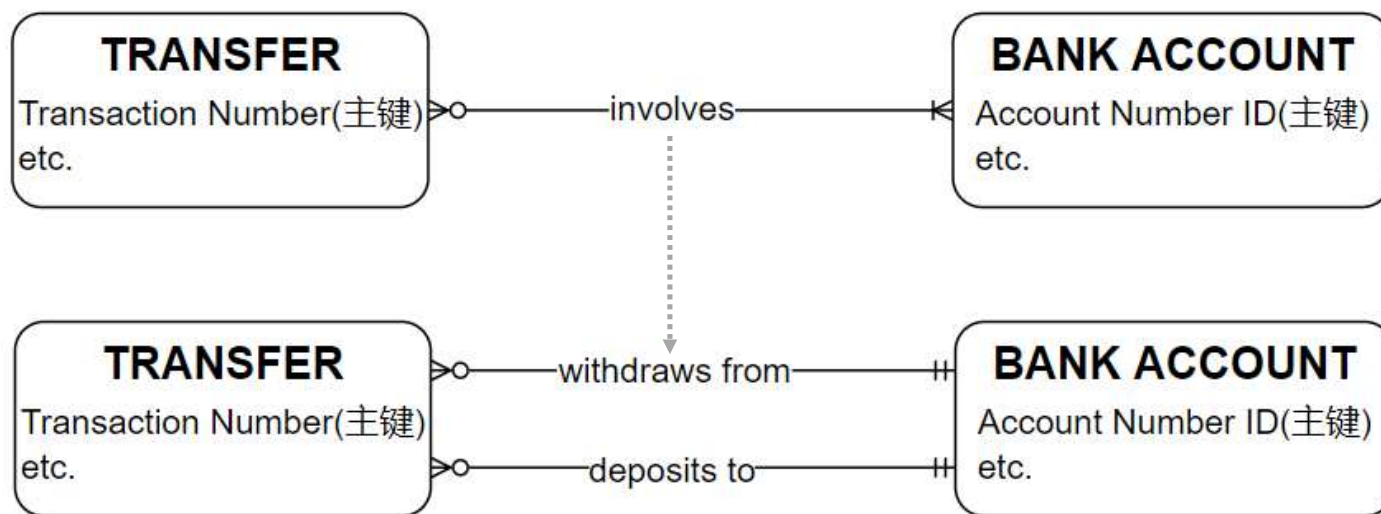 TRANSFER
Transaction Number(主键)
etc.
involves
BANK ACCOUNT
Account Number ID(主键)
etc.
TRANSFER
Transaction Number(主键)
etc.
withdraws from
deposits to
BANK ACCOUNT
Account Number ID(主键)
etc.